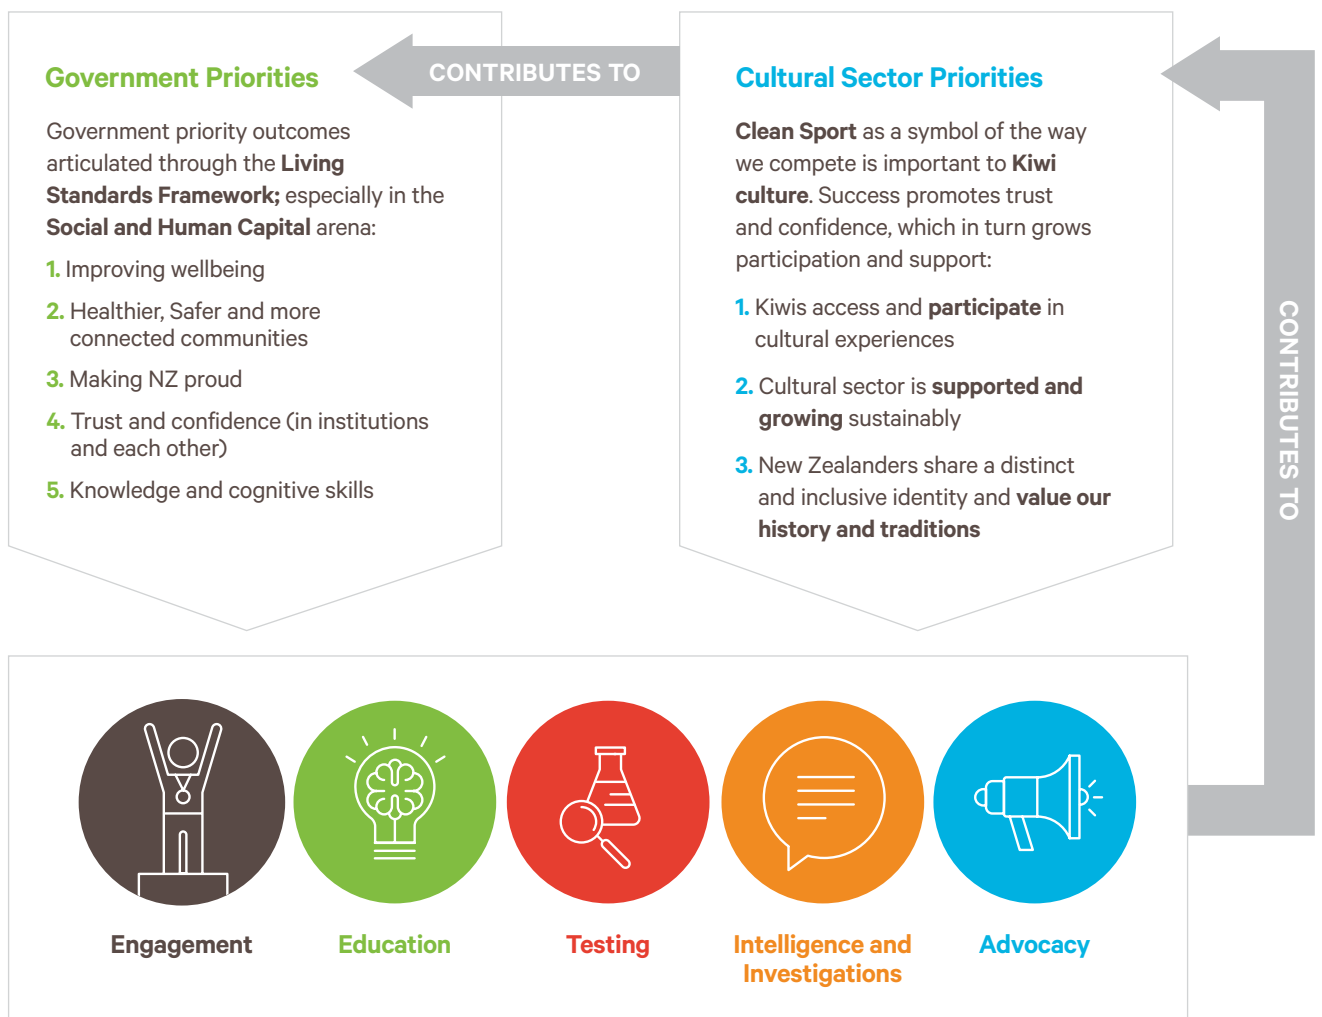 Government Priorities
Government priority outcomes
articulated through the Living
Standards Framework; especially in the
Social and Human Capital arena:
1. Improving wellbeing
2. Healthier, Safer and more
connected communities
3. Making NZ proud
4. Trust and confidence (in institutions
and each other)
5. Knowledge and cognitive skills
CONTRIBUTES TO
Cultural Sector Priorities
Clean Sport as a symbol of the way
we compete is important to Kiwi
culture. Success promotes trust
and confidence, which in turn grows
participation and support:
1. Kiwis access and participate in
cultural experiences
2. Cultural sector is supported and
growing sustainably
3. New Zealanders share a distinct
and inclusive identity and value our
history and traditions
CONTRIBUTES TO
Engagement
Education
Testing
Intelligence and
Investigations
Advocacy